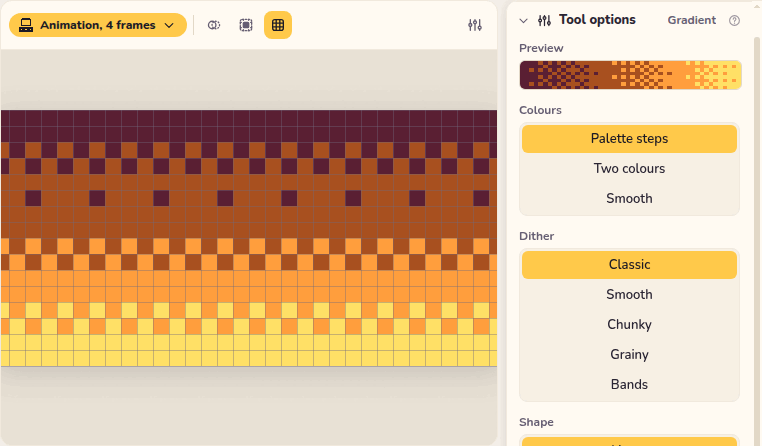 Animation, 4 frames
Tool options
Gradient
Preview
Colours
Palette steps
Two colours
Smooth
Dither
Classic
Smooth
Chunky
Grainy
Bands
Shape